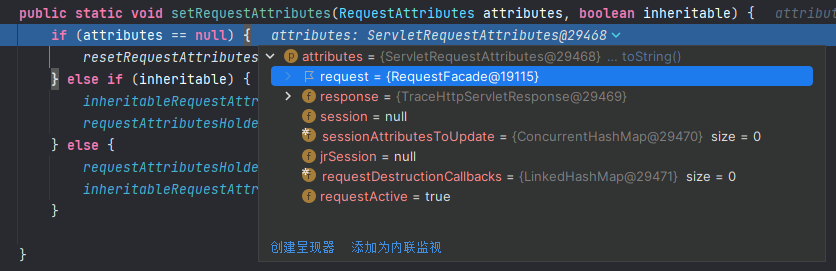 public static void setRequestAttributes(RequestAttributes attributes, boolean inheritable) {
if (attributes == null) { attributes: ServletRequestAttributes@29468
resetRequestAttributes
} else if (inheritable) {
inheritableRequestAttr
requestAttributesHolde
} else {
requestAttributesHolde
inheritableRequestAttr
}
}
attributes = {ServletRequestAttributes@29468} ... toString()
request = {RequestFacade@19115}
response = {TraceHttpServletResponse@29469}
session = null
sessionAttributesToUpdate = {ConcurrentHashMap@29470} size = 0
jrSession = null
requestDestructionCallbacks = {LinkedHashMap@29471} size = 0
requestActive = true
创建呈现器 添加为内联监视